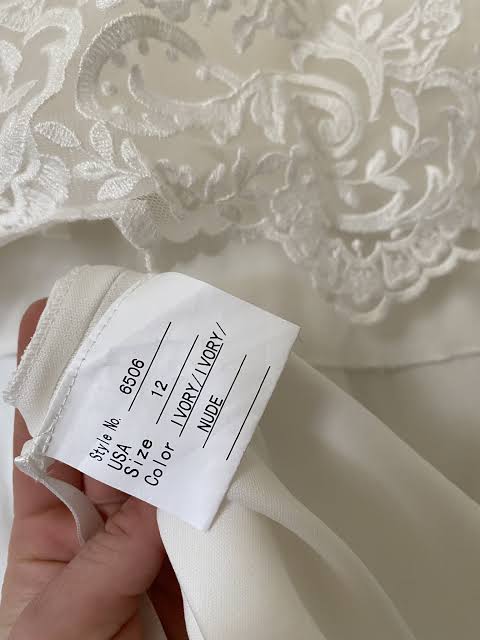 Style No. 6506
USA
Size 12
Color IVORY/IVORY/
NUDE